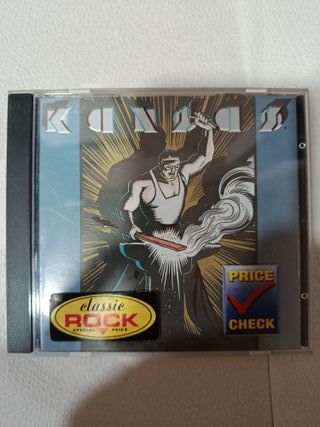 KANSAS
classic
ROCK
SPECIAL PRICE
PRICE
CHECK